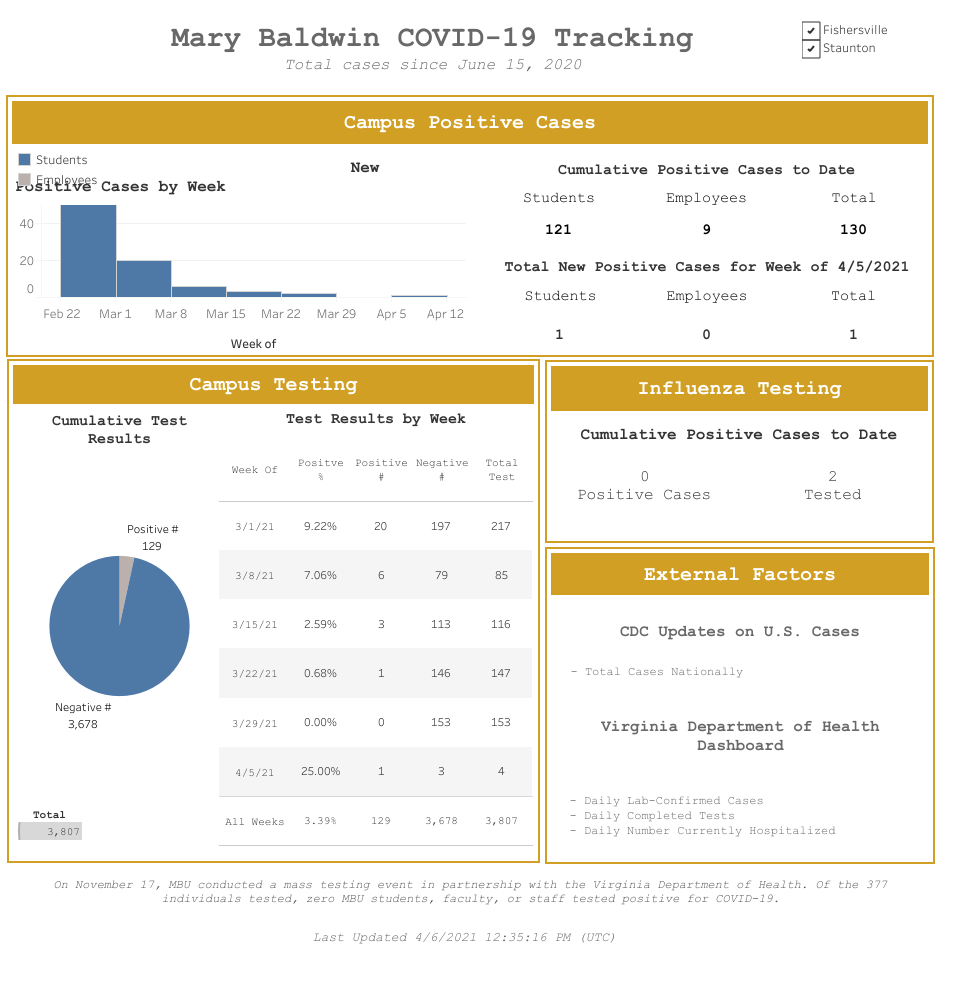 Mary Baldwin COVID-19 Tracking
Total cases since June 15, 2020
Fishersville
Staunton
Campus Positive Cases
Students
Employees
New
Positive Cases by Week
40
20
0
Feb 22 Mar 1 Mar 8 Mar 15 Mar 22 Mar 29 Apr 5 Apr 12
Week of
Cumulative Positive Cases to Date
Students Employees Total
121 9 130
Total New Positive Cases for Week of 4/5/2021
Students Employees Total
1 0 1
Campus Testing
Cumulative Test
Results
Positive #
129
Negative #
3,678
Total
3,807
Test Results by Week
Week Of Positve % Positive # Negative # Total Test
3/1/21 9.22% 20 197 217
3/8/21 7.06% 6 79 85
3/15/21 2.59% 3 113 116
3/22/21 0.68% 1 146 147
3/29/21 0.00% 0 153 153
4/5/21 25.00% 1 3 4
All Weeks 3.39% 129 3,678 3,807
Influenza Testing
Cumulative Positive Cases to Date
0 2
Positive Cases Tested
External Factors
CDC Updates on U.S. Cases
- Total Cases Nationally
Virginia Department of Health
Dashboard
- Daily Lab-Confirmed Cases
- Daily Completed Tests
- Daily Number Currently Hospitalized
On November 17, MBU conducted a mass testing event in partnership with the Virginia Department of Health. Of the 377
individuals tested, zero MBU students, faculty, or staff tested positive for COVID-19.
Last Updated 4/6/2021 12:35:16 PM (UTC)